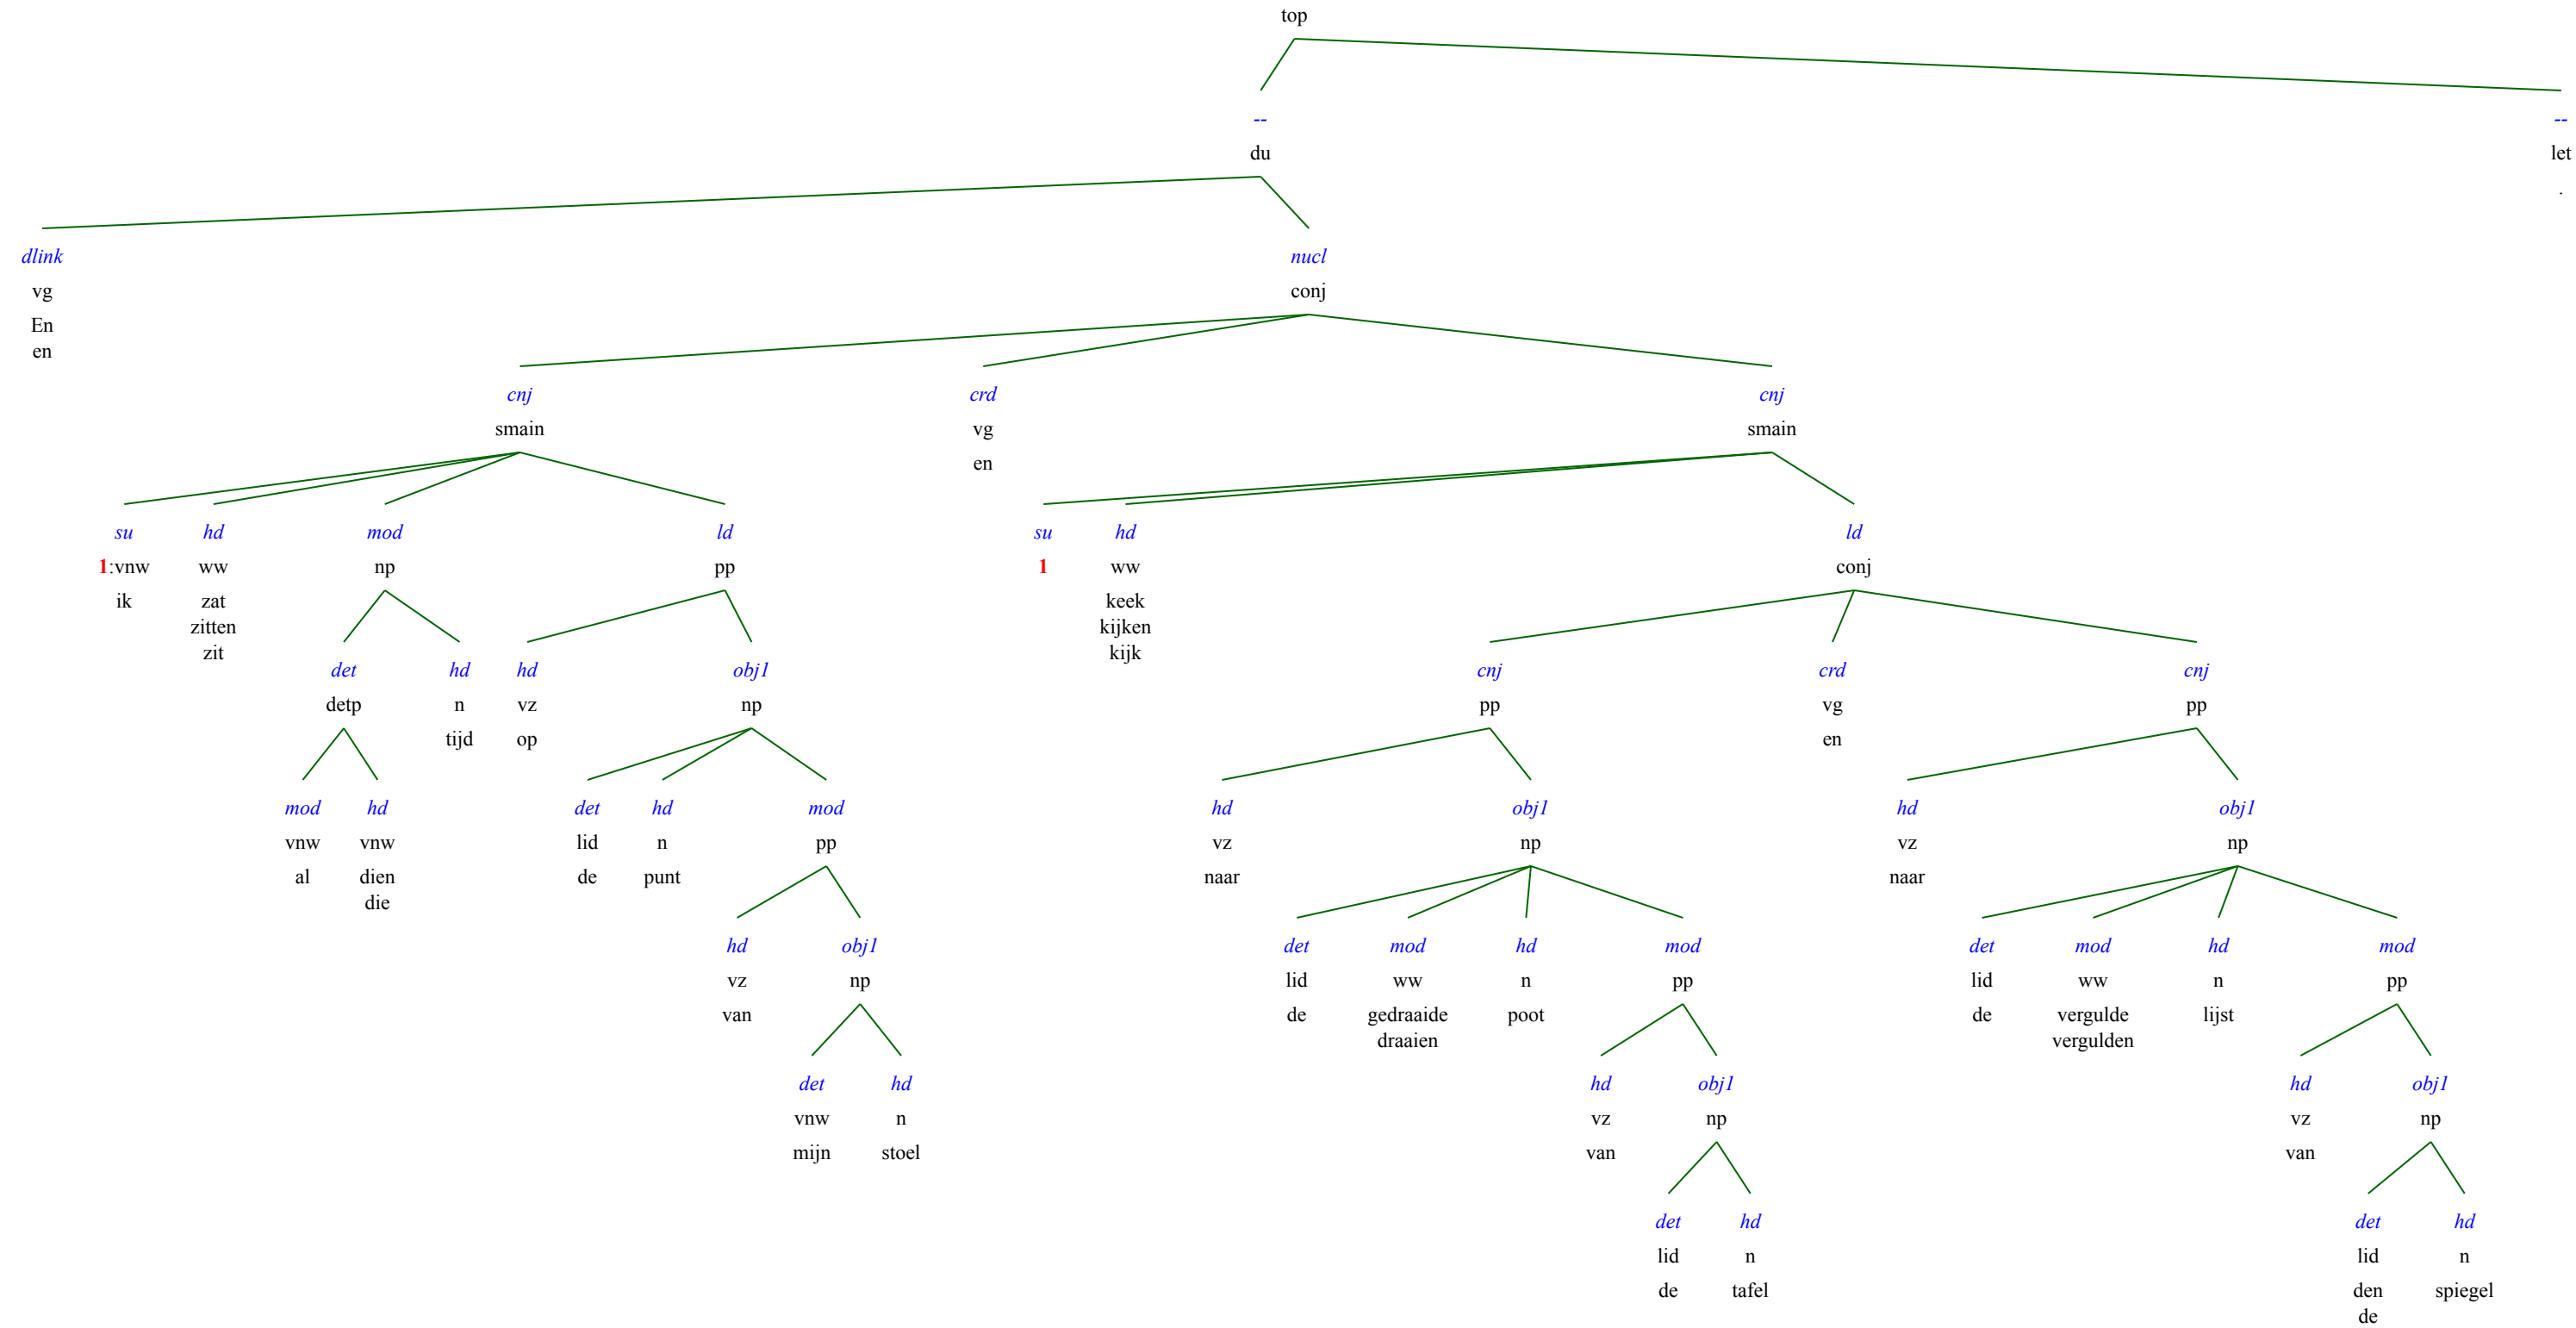 top
-- --
du let
.
dlink nucl
vg conj
En
en
cnj crd cnj
smain vg smain
en
su hd mod ld su hd ld
1:vnw ww np pp 1 ww conj
ik zat keek
zitten kijken
zit kijk
det hd hd obj1 cnj crd cnj
detp n vz np pp vg pp
tijd op en
mod hd det hd mod hd obj1 hd obj1
vnw vnw lid n pp vz np vz np
al dien de punt naar naar
die
hd obj1 det mod hd mod det mod hd mod
vz np lid ww n pp lid ww n pp
van de gedraaide poot de vergulde lijst
draaien vergulden
det hd hd obj1 hd obj1
vnw n vz np vz np
mijn stoel van van
det hd det hd
lid n lid n
de tafel den spiegel
de